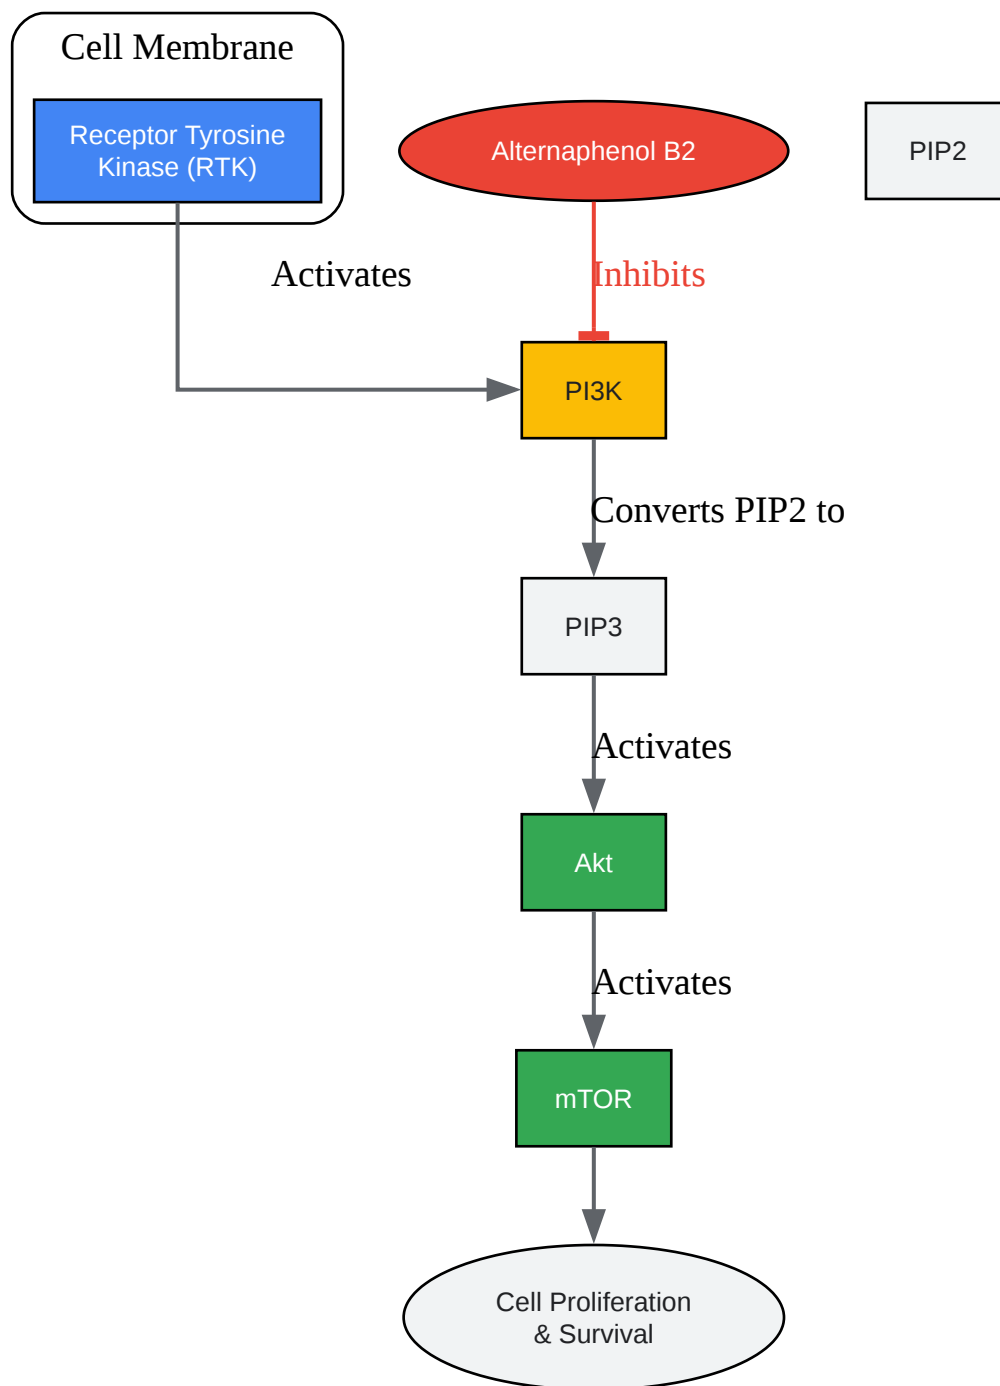 Cell Membrane
Receptor Tyrosine
Kinase (RTK)
Alternaphenol B2
PIP2
Activates
Inhibits
PI3K
Converts PIP2 to
PIP3
Activates
Akt
Activates
mTOR
Cell Proliferation
& Survival